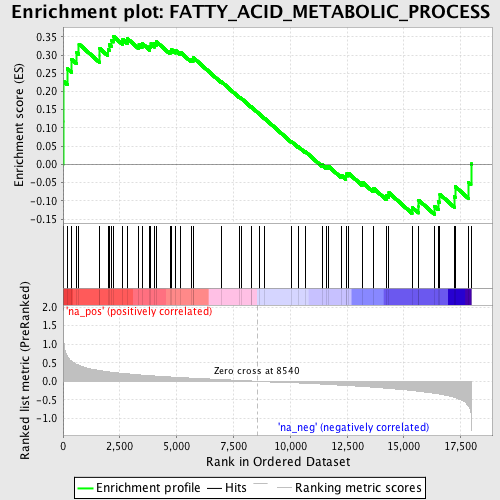 Enrichment plot: FATTY_ACID_METABOLIC_PROCESS
Enrichment score (ES)
0.35
0.30
0.25
0.20
0.15
0.10
0.05
0.00
-0.05
-0.10
-0.15
'na_pos' (positively correlated)
Ranked list metric (PreRanked)
2.0
1.5
1.0
0.5
0.0
-0.5
-1.0
Zero cross at 8540
'na_neg' (negatively correlated)
0 2,500 5,000 7,500 10,000 12,500 15,000 17,500
Rank in Ordered Dataset
Enrichment profile Hits Ranking metric scores